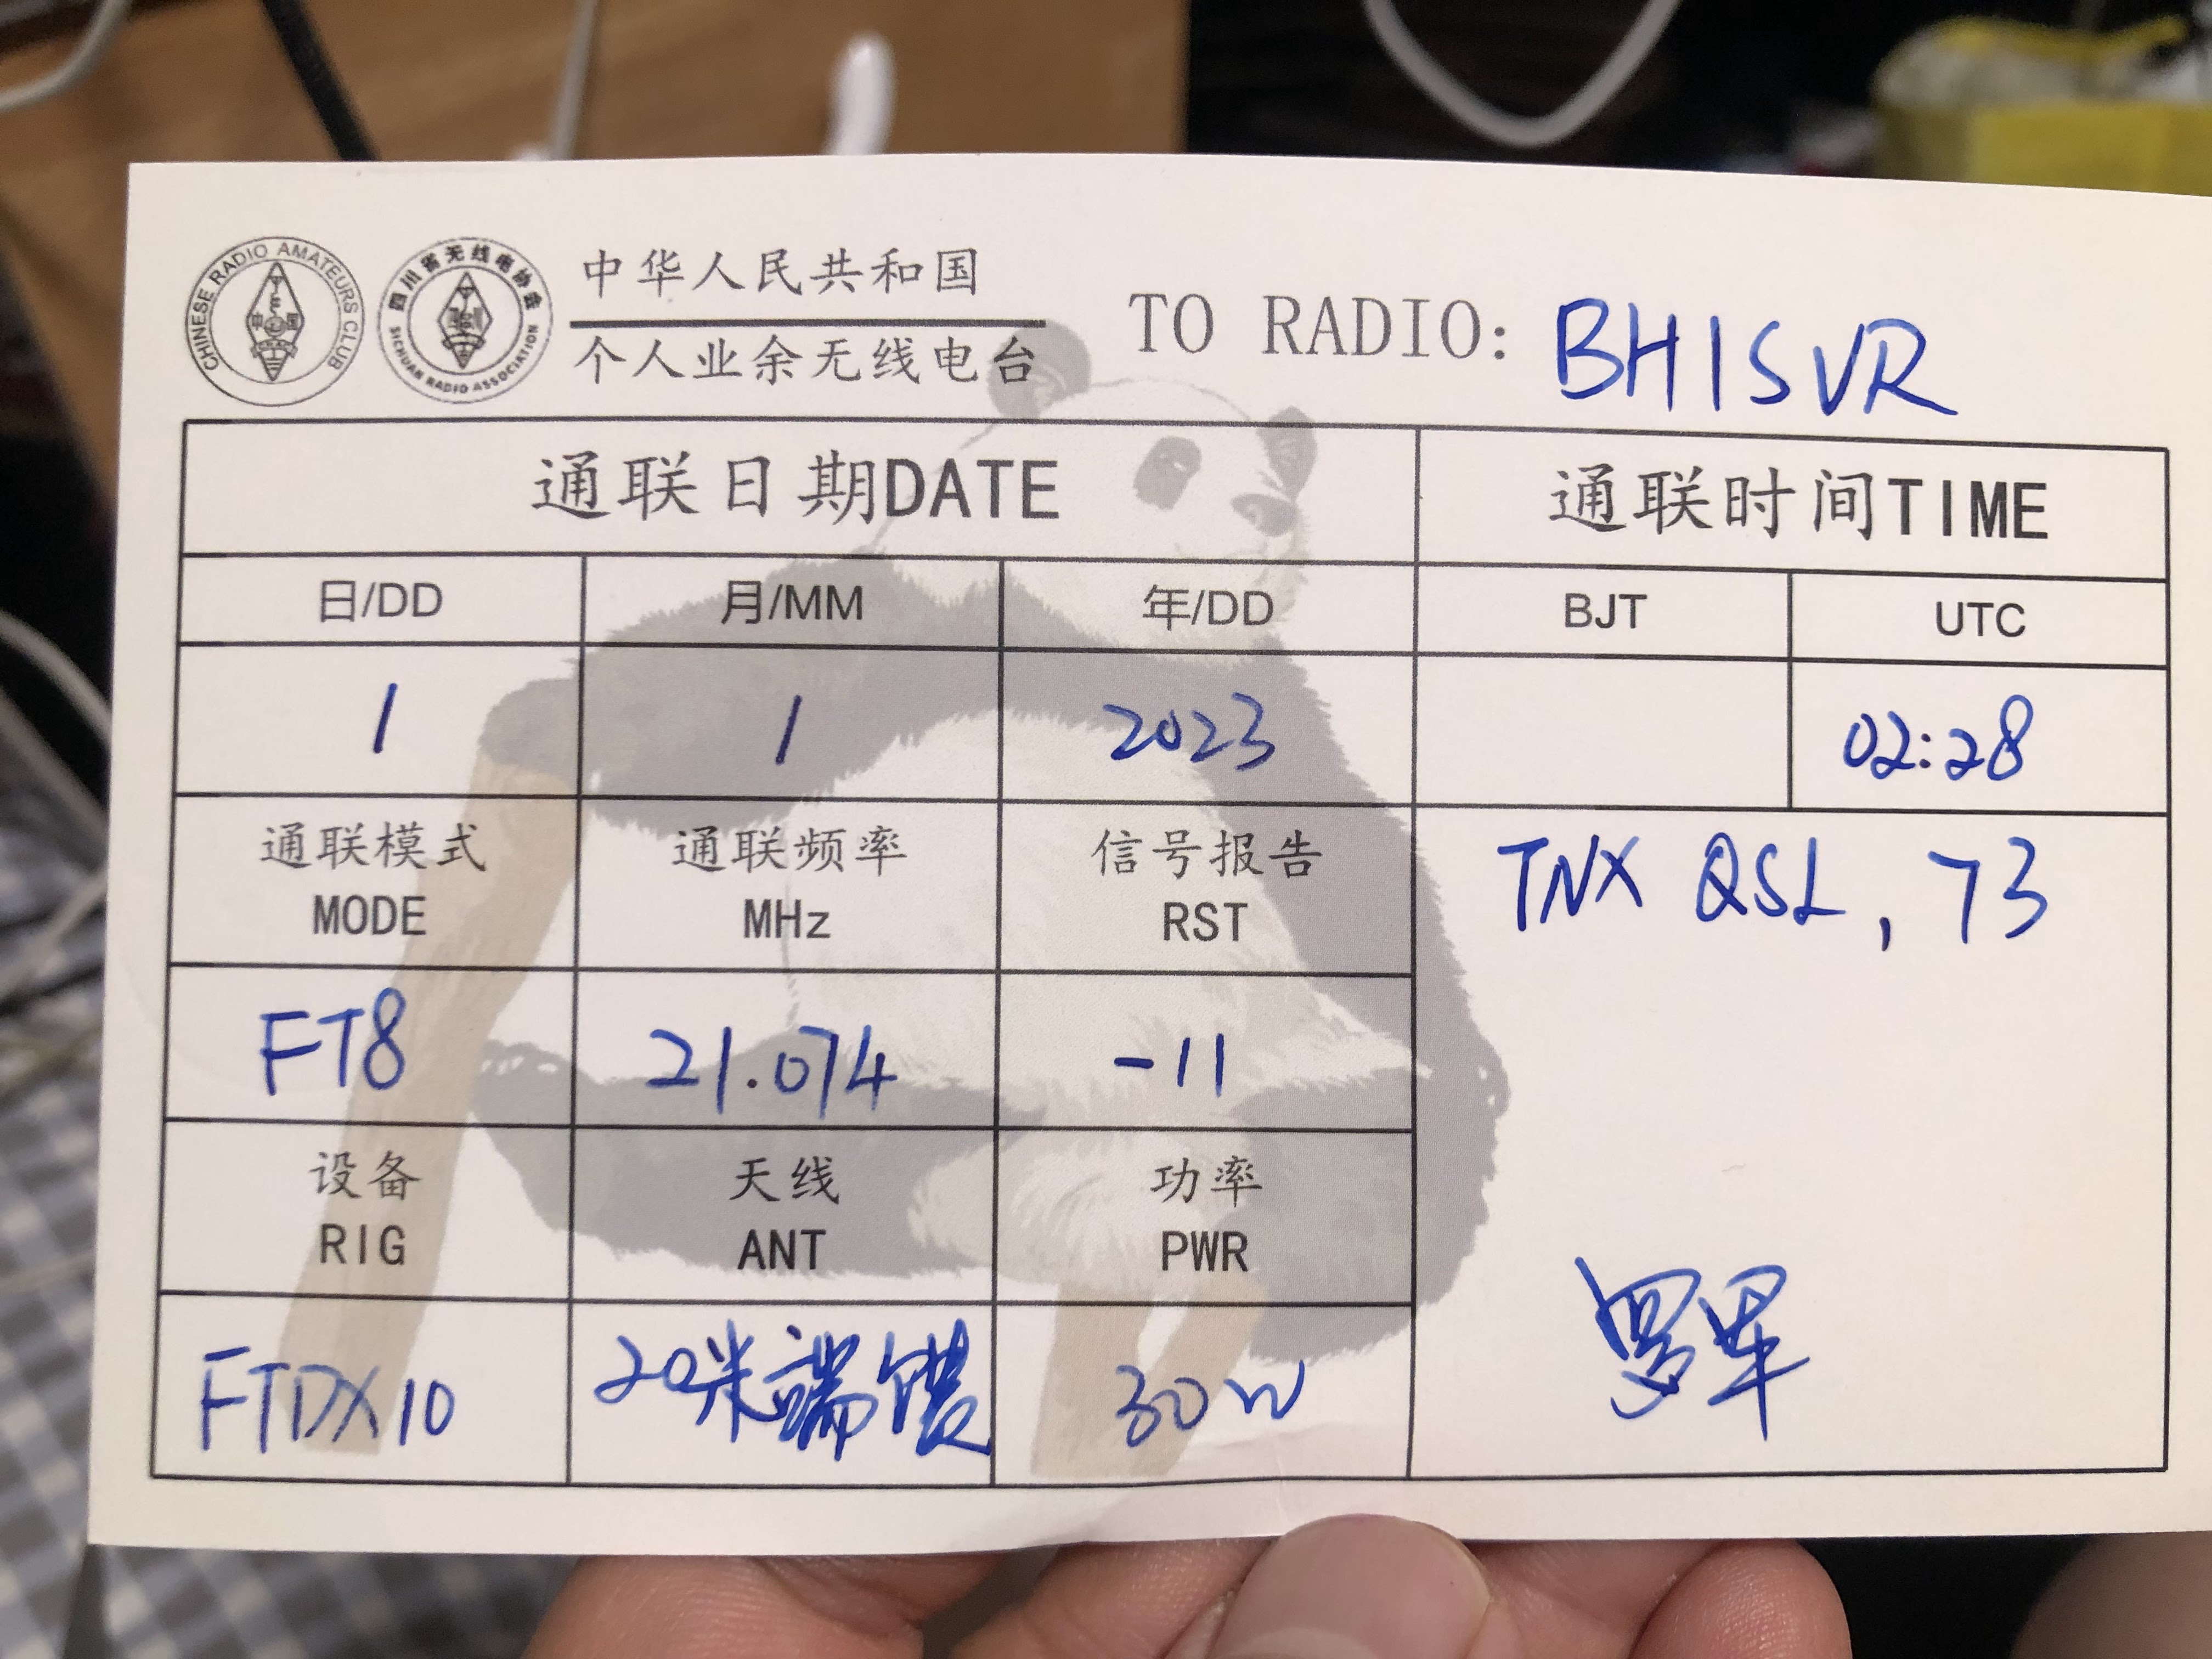 CHINESE RADIO AMATEURS CLUB
四川省无线电协会
SICHUAN RADIO ASSOCIATION
中华人民共和国
个人业余无线电台
TO RADIO: BH1SVR
通联日期DATE 通联时间TIME
日/DD 月/MM 年/DD BJT UTC
1 1 2023 02:28
通联模式 通联频率 信号报告
MODE MHz RST
TNX QSL, 73
FT8 21.074 -11
设备 天线 功率
RIG ANT PWR
FTDX10 20米端馈 30W